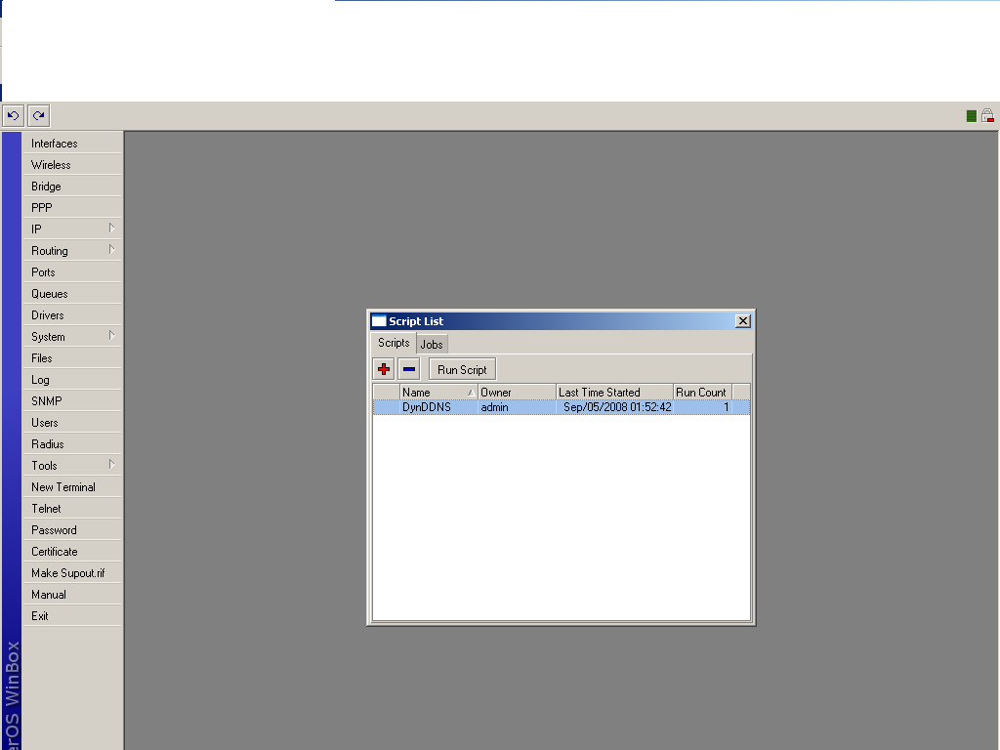 Interfaces
Wireless
Bridge
PPP
IP
Routing
Ports
Queues
Drivers
System
Files
Log
SNMP
Users
Radius
Tools
New Terminal
Telnet
Password
Certificate
Make Supout.rif
Manual
Exit
erOS WinBox
Script List
Scripts Jobs
Run Script
Name Owner Last Time Started Run Count
DynDDNS admin Sep/05/2008 01:52:42 1